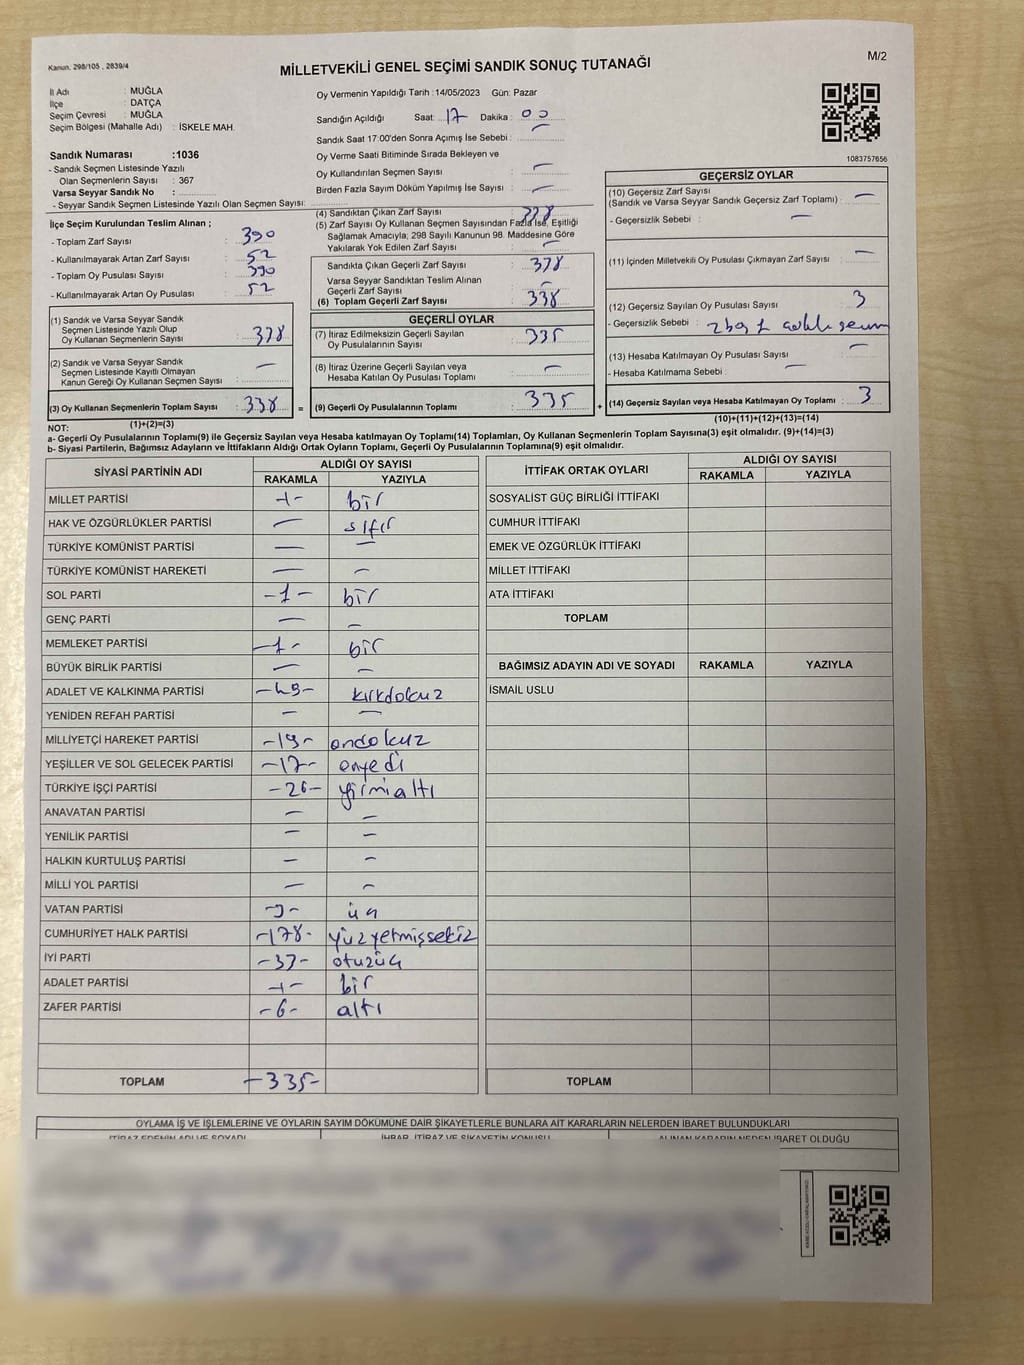 Kanun. 298/105 , 2839/4
M/2
MİLLETVEKİLİ GENEL SEÇİMİ SANDIK SONUÇ TUTANAĞI
İl Adı : MUĞLA
İlçe : DATÇA
Seçim Çevresi : MUĞLA
Seçim Bölgesi (Mahalle Adı) : İSKELE MAH.
Sandık Numarası :1036
- Sandık Seçmen Listesinde Yazılı
Olan Seçmenlerin Sayısı : 367
Varsa Seyyar Sandık No :
- Seyyar Sandık Seçmen Listesinde Yazılı Olan Seçmen Sayısı:
Oy Vermenin Yapıldığı Tarih : 14/05/2023 Gün: Pazar
Sandığın Açıldığı Saat: 17 Dakika : 00
Sandık Saat 17:00'den Sonra Açımış İse Sebebi : —
Oy Verme Saati Bitiminde Sırada Bekleyen ve
Oy Kullandırılan Seçmen Sayısı : —
Birden Fazla Sayım Döküm Yapılmış İse Sayısı : —
1083757656
İlçe Seçim Kurulundan Teslim Alınan ;
- Toplam Zarf Sayısı : 390
- Kullanılmayarak Artan Zarf Sayısı : 52
- Toplam Oy Pusulası Sayısı : 390
- Kullanılmayarak Artan Oy Pusulası : 52
(4) Sandıktan Çıkan Zarf Sayısı : 338
(5) Zarf Sayısı Oy Kullanan Seçmen Sayısından Fazla İse, Eşitliği
Sağlamak Amacıyla; 298 Sayılı Kanunun 98. Maddesine Göre
Yakılarak Yok Edilen Zarf Sayısı : —
Sandıkta Çıkan Geçerli Zarf Sayısı : 338
Varsa Seyyar Sandıktan Teslim Alınan
Geçerli Zarf Sayısı : —
(6) Toplam Geçerli Zarf Sayısı : 338
GEÇERSİZ OYLAR
(10) Geçersiz Zarf Sayısı
(Sandık ve Varsa Seyyar Sandık Geçersiz Zarf Toplamı) : —
- Geçersizlik Sebebi : —
(11) İçinden Milletvekili Oy Pusulası Çıkmayan Zarf Sayısı : —
(12) Geçersiz Sayılan Oy Pusulası Sayısı : 3
- Geçersizlik Sebebi :
(13) Hesaba Katılmayan Oy Pusulası Sayısı : —
- Hesaba Katılmama Sebebi : —
(14) Geçersiz Sayılan veya Hesaba Katılmayan Oy Toplamı : 3
(10)+(11)+(12)+(13)=(14)
(1) Sandık ve Varsa Seyyar Sandık
Seçmen Listesinde Yazılı Olup
Oy Kullanan Seçmenlerin Sayısı : 338
(2) Sandık ve Varsa Seyyar Sandık
Seçmen Listesinde Kayıtlı Olmayan
Kanun Gereği Oy Kullanan Seçmen Sayısı : —
(3) Oy Kullanan Seçmenlerin Toplam Sayısı : 338 =
(1)+(2)=(3)
GEÇERLİ OYLAR
(7) İtiraz Edilmeksizin Geçerli Sayılan
Oy Pusulalarının Sayısı : 335
(8) İtiraz Üzerine Geçerli Sayılan veya
Hesaba Katılan Oy Pusulası Toplamı : —
(9) Geçerli Oy Pusulalarının Toplamı : 335 +
NOT:
a- Geçerli Oy Pusulalarının Toplamı(9) ile Geçersiz Sayılan veya Hesaba katılmayan Oy Toplamı(14) Toplamları, Oy Kullanan Seçmenlerin Toplam Sayısına(3) eşit olmalıdır. (9)+(14)=(3)
b- Siyasi Partilerin, Bağımsız Adayların ve İttifakların Aldığı Ortak Oyların Toplamı, Geçerli Oy Pusulalarının Toplamına(9) eşit olmalıdır.
SİYASİ PARTİNİN ADI ALDIĞI OY SAYISI
RAKAMLA YAZIYLA
MİLLET PARTİSİ -1- bir
HAK VE ÖZGÜRLÜKLER PARTİSİ — sıfır
TÜRKİYE KOMÜNİST PARTİSİ — —
TÜRKİYE KOMÜNİST HAREKETİ — —
SOL PARTİ -1- bir
GENÇ PARTİ — —
MEMLEKET PARTİSİ -1- bir
BÜYÜK BİRLİK PARTİSİ — —
ADALET VE KALKINMA PARTİSİ -49- kırkdokuz
YENİDEN REFAH PARTİSİ — —
MİLLİYETÇİ HAREKET PARTİSİ -19- ondokuz
YEŞİLLER VE SOL GELECEK PARTİSİ -17- onyedi
TÜRKİYE İŞÇİ PARTİSİ -26- yirmialtı
ANAVATAN PARTİSİ — —
YENİLİK PARTİSİ — —
HALKIN KURTULUŞ PARTİSİ — —
MİLLİ YOL PARTİSİ — —
VATAN PARTİSİ -3- üç
CUMHURİYET HALK PARTİSİ -178- yüzyetmişsekiz
İYİ PARTİ -33- otuzüç
ADALET PARTİSİ -1- bir
ZAFER PARTİSİ -6- altı
TOPLAM -335-
İTTİFAK ORTAK OYLARI ALDIĞI OY SAYISI
RAKAMLA YAZIYLA
SOSYALİST GÜÇ BİRLİĞİ İTTİFAKI
CUMHUR İTTİFAKI
EMEK VE ÖZGÜRLÜK İTTİFAKI
MİLLET İTTİFAKI
ATA İTTİFAKI
TOPLAM
BAĞIMSIZ ADAYIN ADI VE SOYADI RAKAMLA YAZIYLA
İSMAİL USLU
TOPLAM
OYLAMA İŞ VE İŞLEMLERİNE VE OYLARIN SAYIM DÖKÜMÜNE DAİR ŞİKAYETLERLE BUNLARA AİT KARARLARIN NELERDEN İBARET BULUNDUKLARI
İTİRAZ EDENİN ADI VE SOYADI İHBAR, İTİRAZ VE ŞİKAYETİN KONUSU ALINAN KARARIN NEDEN İBARET OLDUĞU